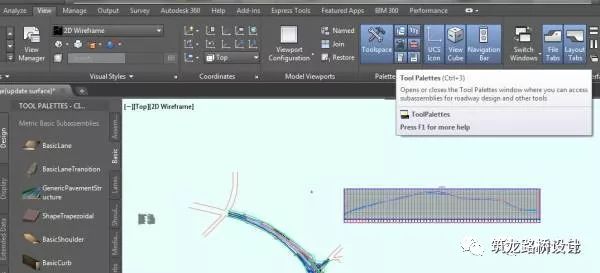 Analyze View Manage Output Survey Autodesk 360 Help Add-ins Express Tools Featured Apps BIM 360 Performance
View
Manager
2D Wireframe
Visual Styles
Top
Coordinates
Viewport
Configuration
Named
Join
Restore
Model Viewports
Toolspace
UCS
Icon
View
Cube
Navigation
Bar
Switch
Windows
File
Tabs
Layout
Tabs
Tool Palettes (Ctrl+3)
Opens or closes the Tool Palettes window where you can access
subassemblies for roadway design and other tools
ToolPalettes
Press F1 for more help
(update surface)*
TOOL PALETTES - CI...
Metric Basic Subassemblies
BasicLane
BasicLaneTransition
GenericPavementSt
ructure
ShapeTrapezoidal
BasicShoulder
BasicCurb
Design
Display
Extended Data
Assem...
Basic
Lanes
Shoul...
Media...
[−][Top][2D Wireframe]
筑龙路桥设计